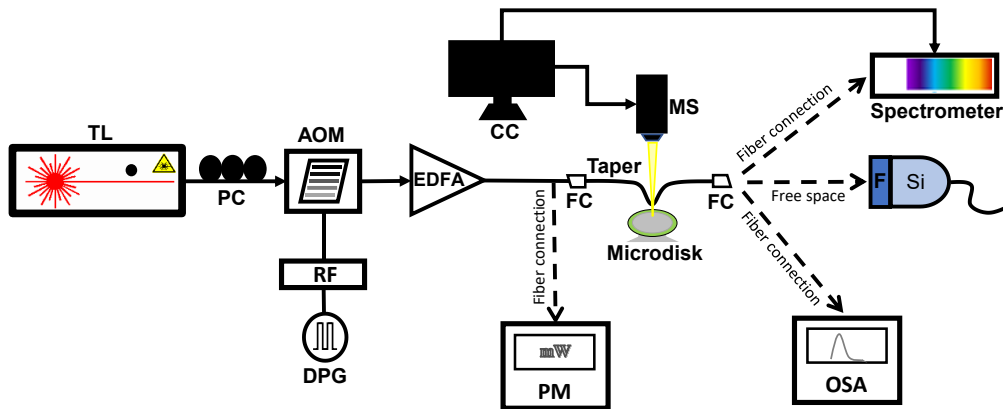 TL
PC
AOM
RF
DPG
EDFA
CC
MS
Taper
FC
FC
Microdisk
Fiber connection
mW
PM
Fiber connection
Spectrometer
Free space
F
Si
Fiber connection
OSA